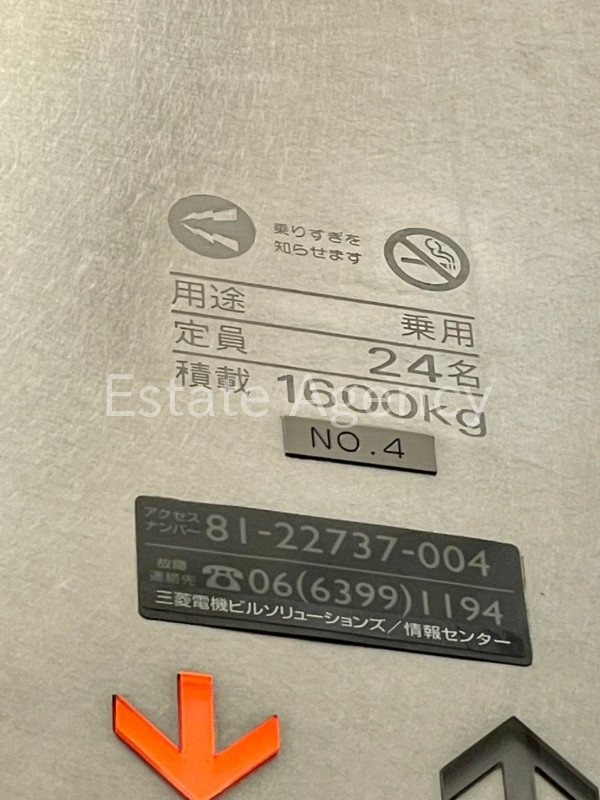 乗りすぎを
知らせます
用途 乗用
定員 24名
積載 1600kg
Estate Agency
NO.4
アクセス
ナンバー 81-22737-004
故障
連絡先 ☎06(6399)1194
三菱電機ビルソリューションズ/情報センター